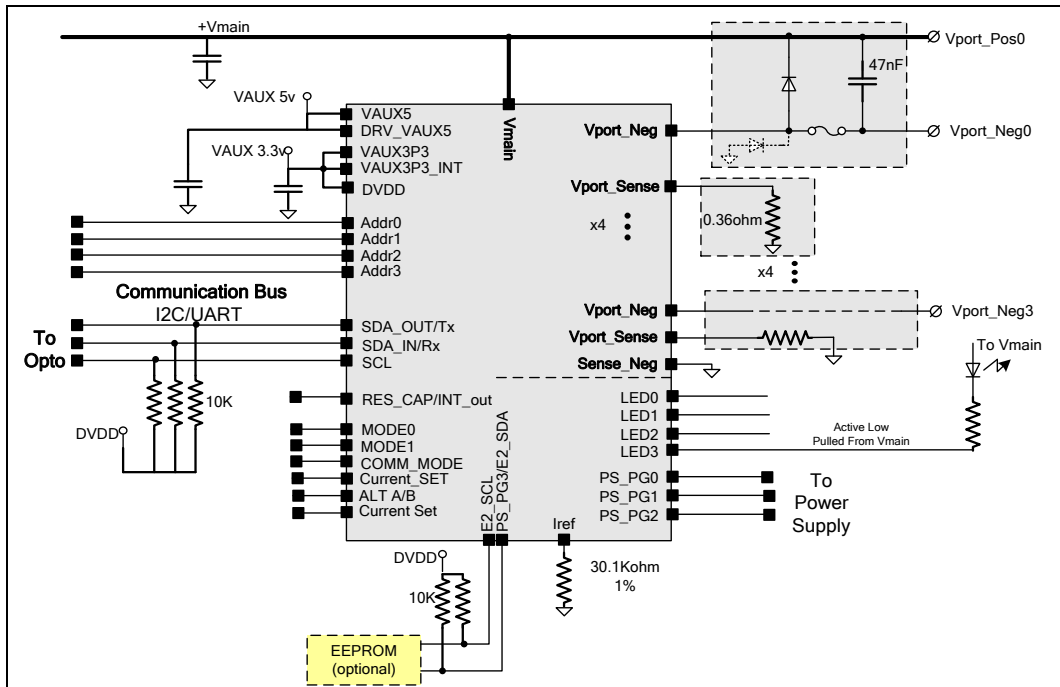 +Vmain
Vport_Pos0
47nF
VAUX 5v
VAUX5
DRV_VAUX5
Vmain
Vport_Neg
Vport_Neg0
VAUX 3.3v
VAUX3P3
VAUX3P3_INT
DVDD
Vport_Sense
0.36ohm
x4
x4
Addr0
Addr1
Addr2
Addr3
Communication Bus
I2C/UART
To
Opto
SDA_OUT/Tx
SDA_IN/Rx
SCL
10K
DVDD
Vport_Neg
Vport_Neg3
Vport_Sense
Sense_Neg
To Vmain
RES_CAP/INT_out
MODE0
MODE1
COMM_MODE
Current_SET
ALT A/B
Current Set
LED0
LED1
LED2
LED3
Active Low
Pulled From Vmain
PS_PG0
PS_PG1
PS_PG2
To
Power
Supply
E2_SCL
PS_PG3/E2_SDA
Iref
30.1Kohm
1%
DVDD
10K
EEPROM
(optional)